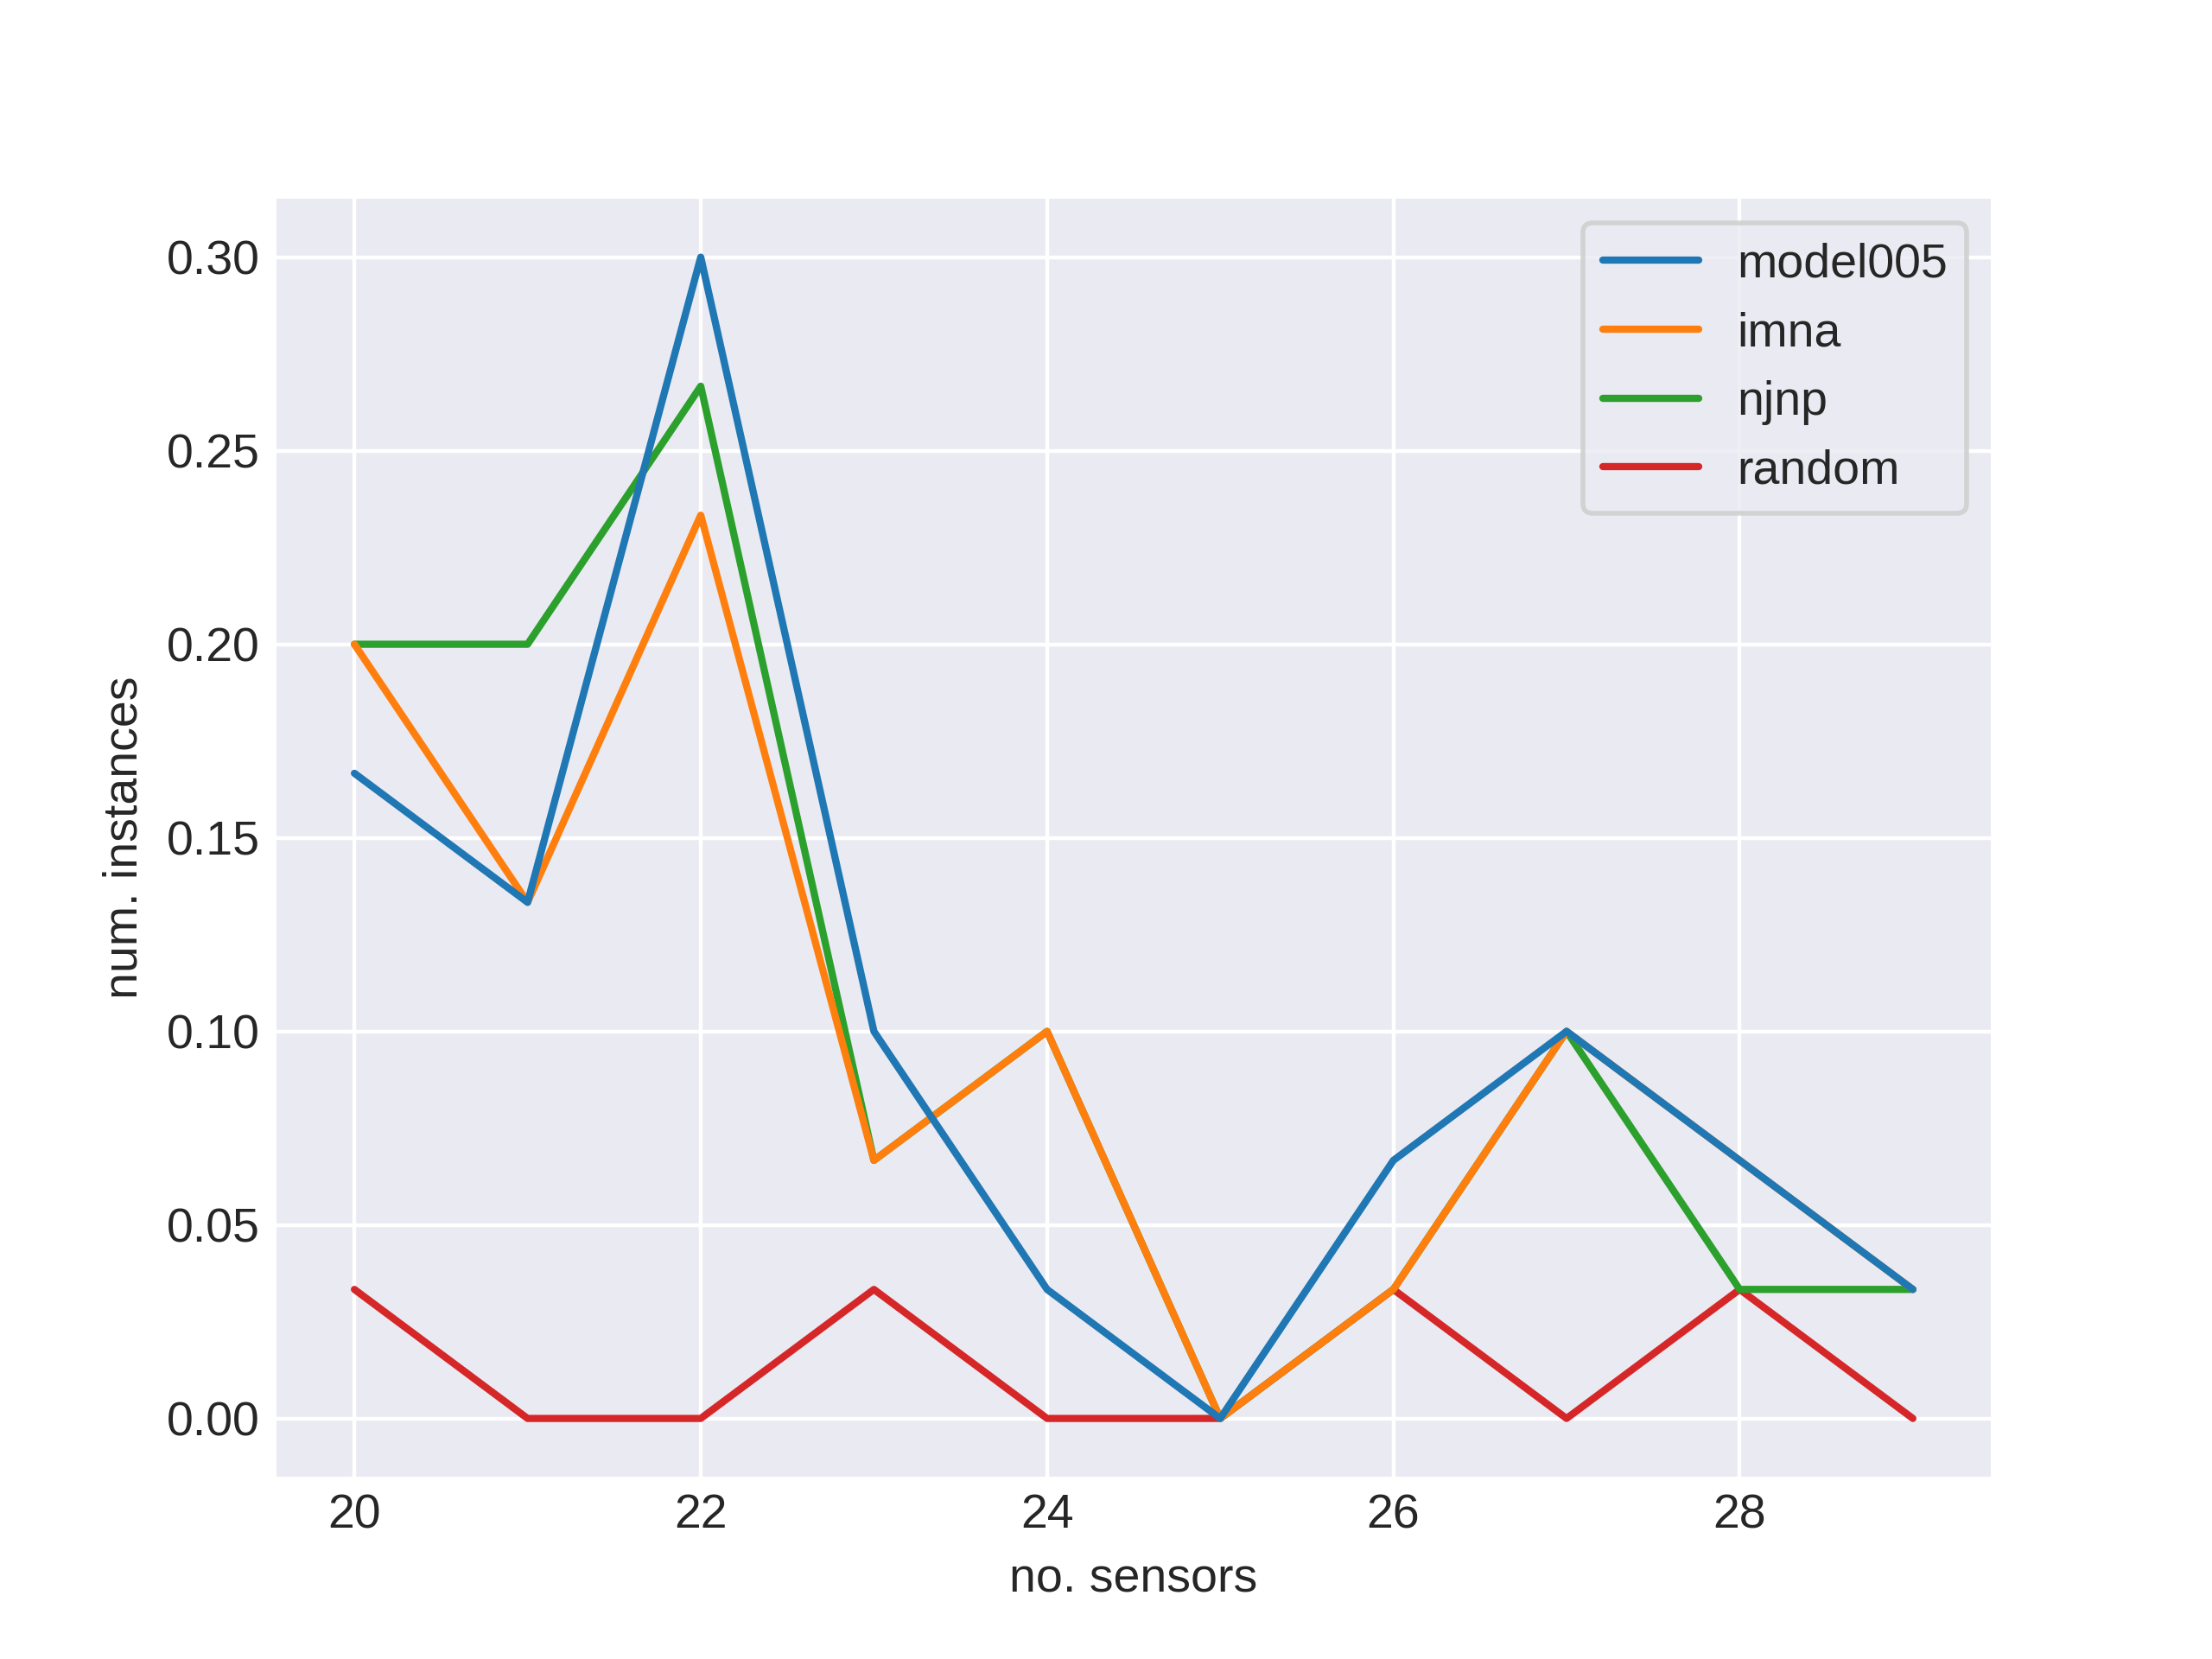 model005
imna
njnp
random
0.30
0.25
0.20
0.15
0.10
0.05
0.00
num. instances
20 22 24 26 28
no. sensors